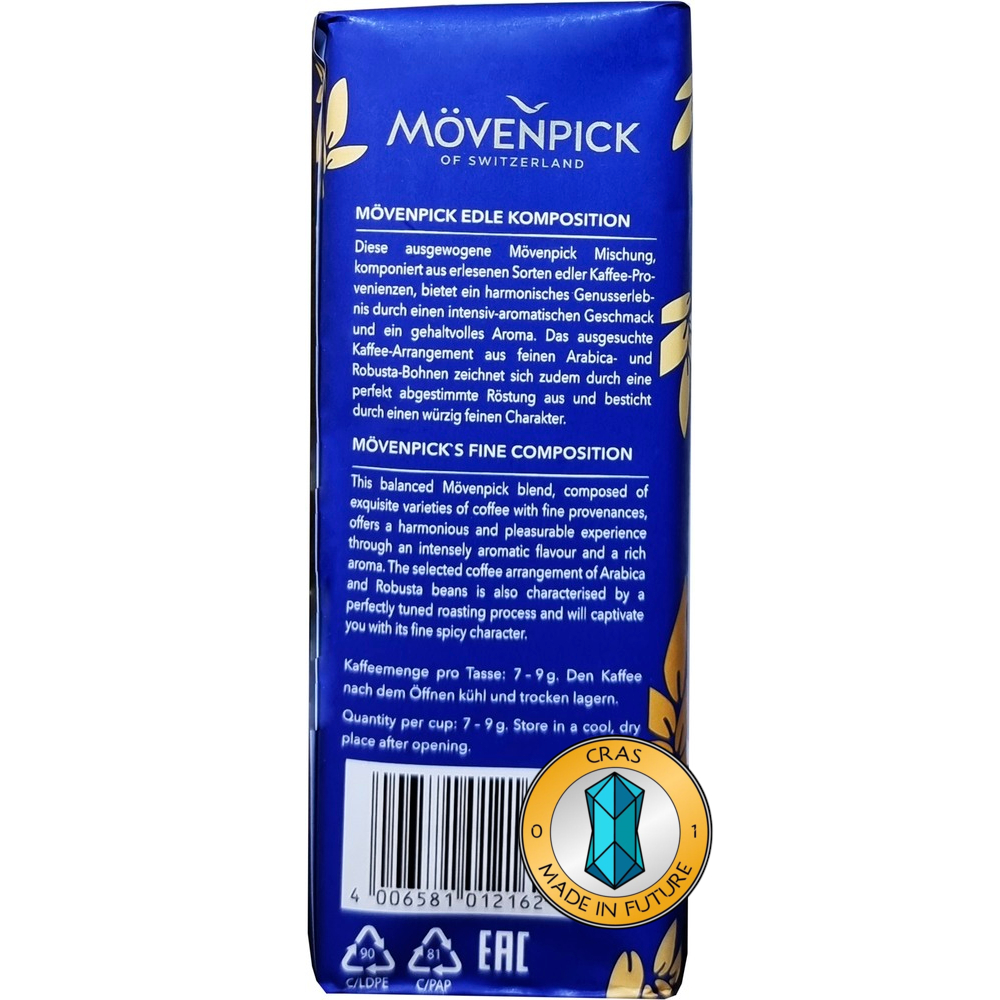 MÖVENPICK
OF SWITZERLAND
MÖVENPICK EDLE KOMPOSITION
Diese ausgewogene Mövenpick Mischung,
komponiert aus erlesenen Sorten edler Kaffee-Pro-
venienzen, bietet ein harmonisches Genusserleb-
nis durch einen intensiv-aromatischen Geschmack
und ein gehaltvolles Aroma. Das ausgesuchte
Kaffee-Arrangement aus feinen Arabica- und
Robusta-Bohnen zeichnet sich zudem durch eine
perfekt abgestimmte Röstung aus und besticht
durch einen würzig feinen Charakter.
MÖVENPICK`S FINE COMPOSITION
This balanced Mövenpick blend, composed of
exquisite varieties of coffee with fine provenances,
offers a harmonious and pleasurable experience
through an intensely aromatic flavour and a rich
aroma. The selected coffee arrangement of Arabica
and Robusta beans is also characterised by a
perfectly tuned roasting process and will captivate
you with its fine spicy character.
Kaffeemenge pro Tasse: 7 – 9 g. Den Kaffee
nach dem Öffnen kühl und trocken lagern.
Quantity per cup: 7 – 9 g. Store in a cool, dry
place after opening.
CRAS
0 1
MADE IN FUTURE
4 006581 012162
90 81 EAC
C/LDPE C/PAP